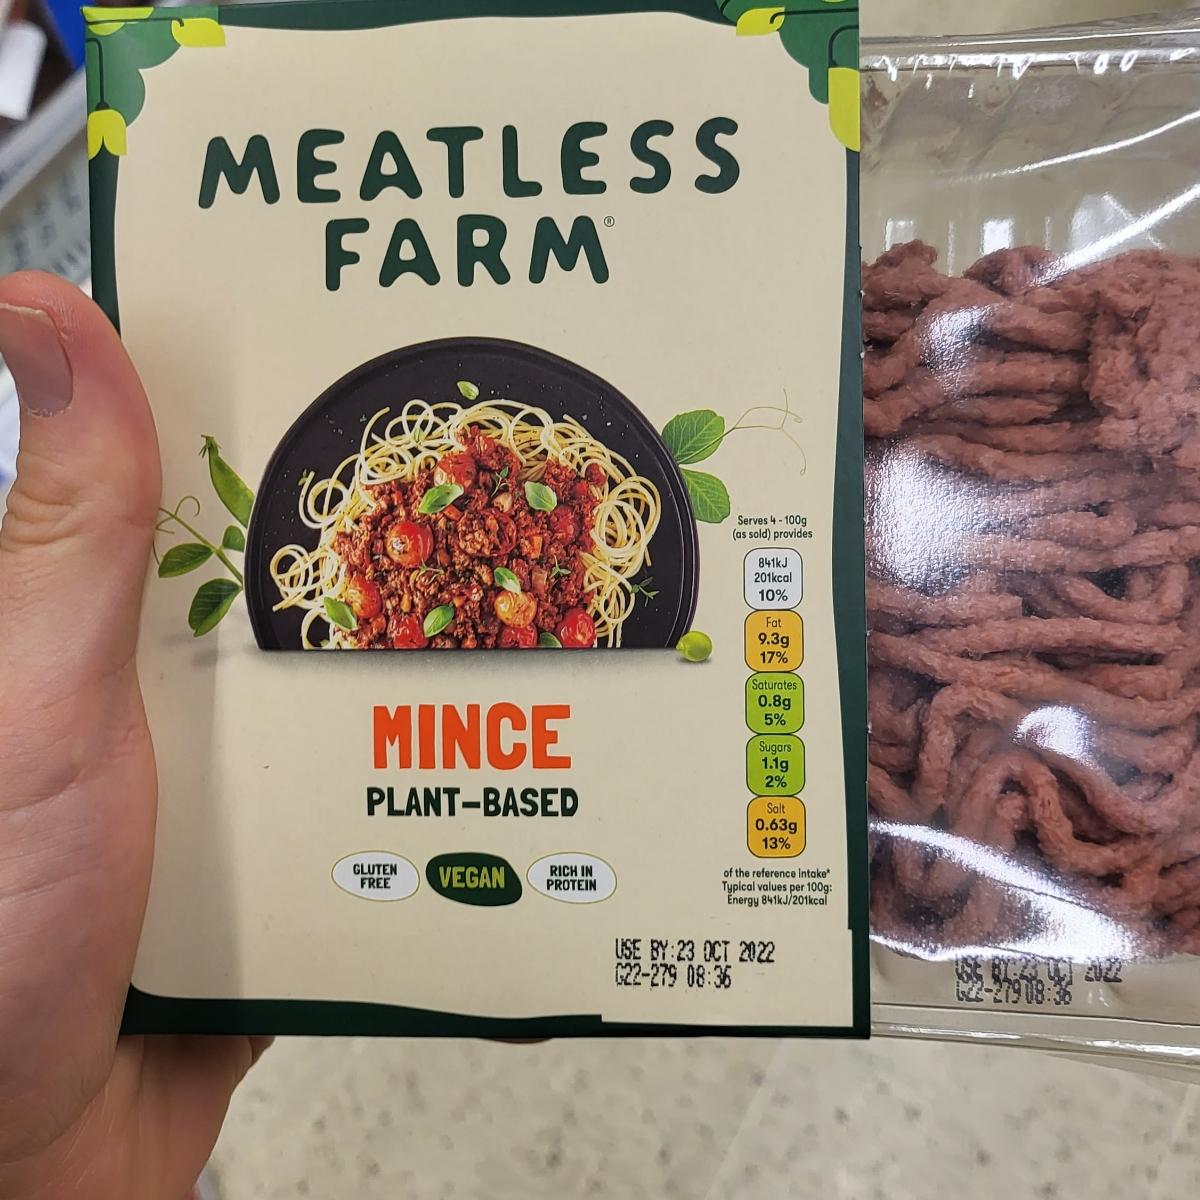 MEATLESS
FARM®
Serves 4 - 100g
(as sold) provides
841kJ
201kcal
10%
Fat
9.3g
17%
Saturates
0.8g
5%
Sugars
1.1g
2%
Salt
0.63g
13%
of the reference intake*
Typical values per 100g:
Energy 841kJ/201kcal
MINCE
PLANT-BASED
GLUTEN
FREE
VEGAN
RICH IN
PROTEIN
USE BY:23 OCT 2022
G22-279 08:36
USE BY:23 OCT 2022
G22-279 08:36